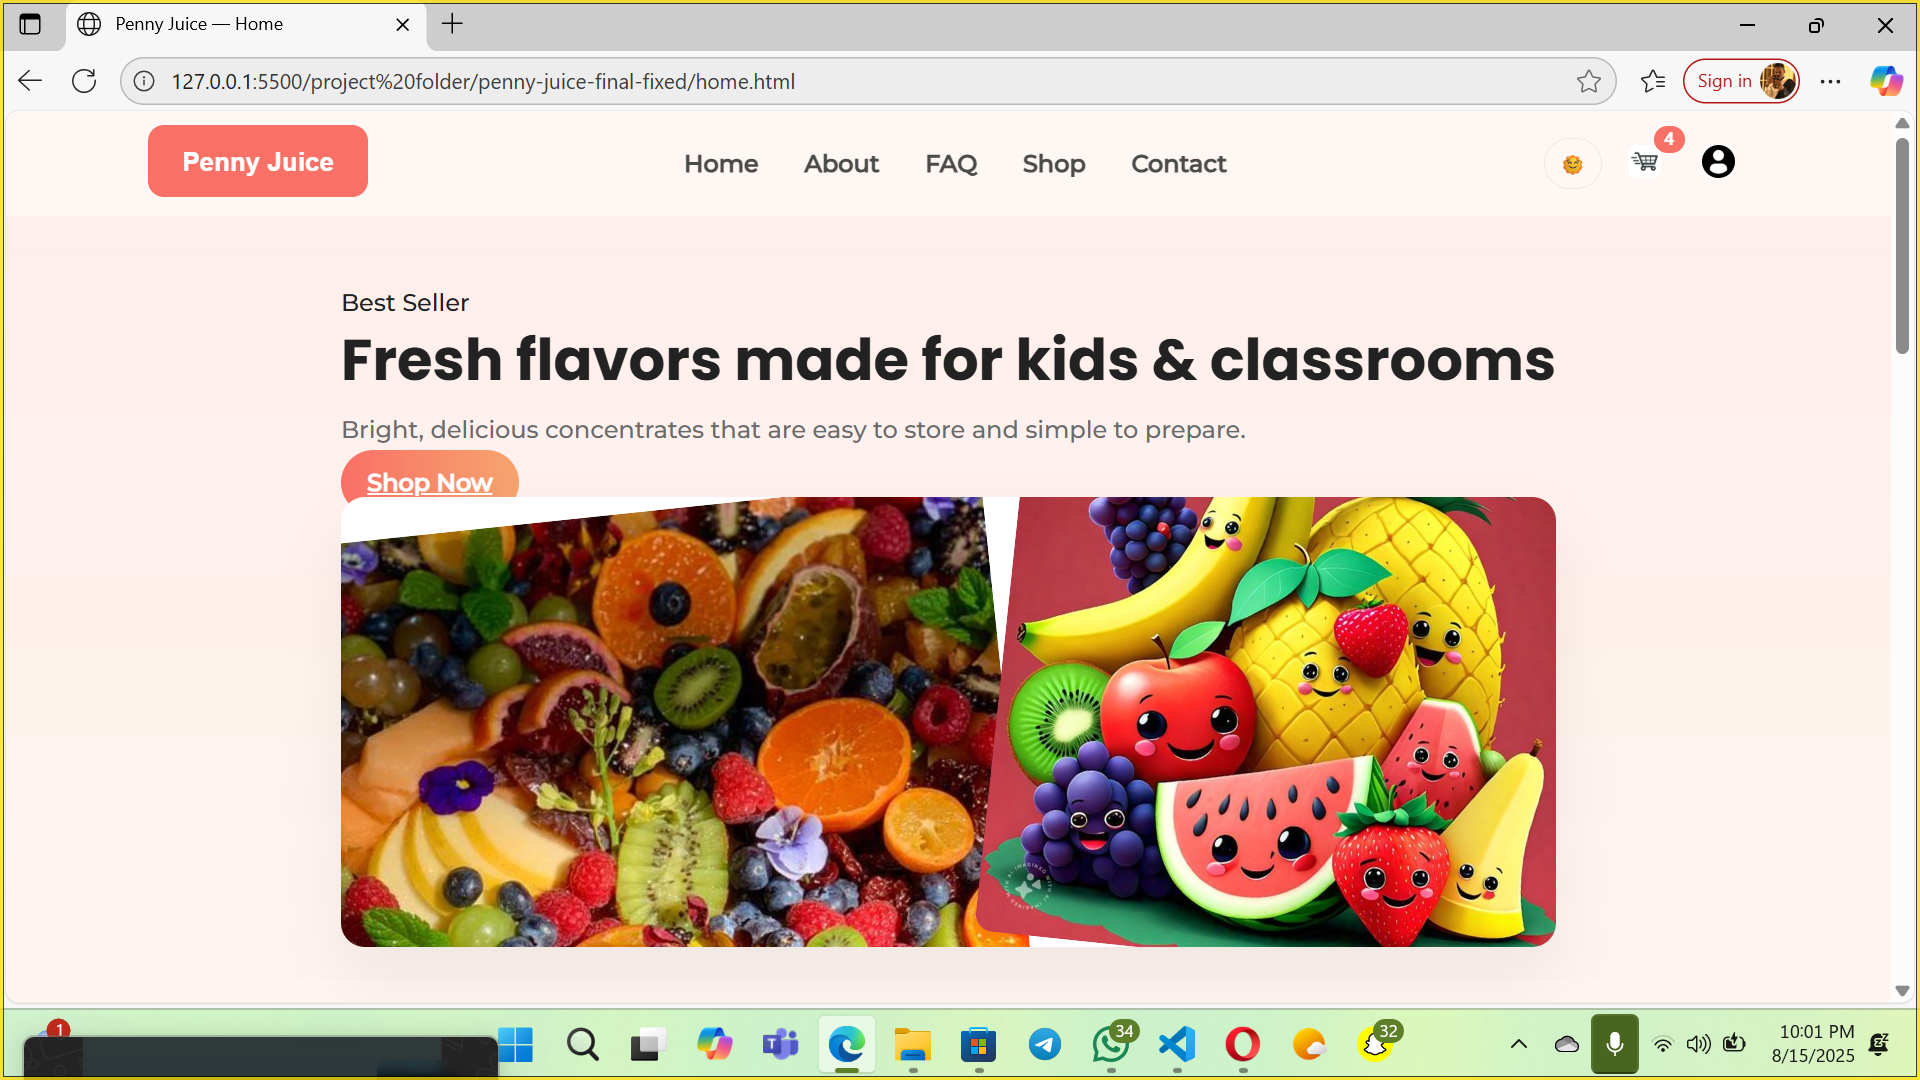 Penny Juice — Home
127.0.0.1:5500/project%20folder/penny-juice-final-fixed/home.html
Sign in
Penny Juice
Home
About
FAQ
Shop
Contact
4
Best Seller
Fresh flavors made for kids & classrooms
Bright, delicious concentrates that are easy to store and simple to prepare.
Shop Now
1
34
32
10:01 PM
8/15/2025